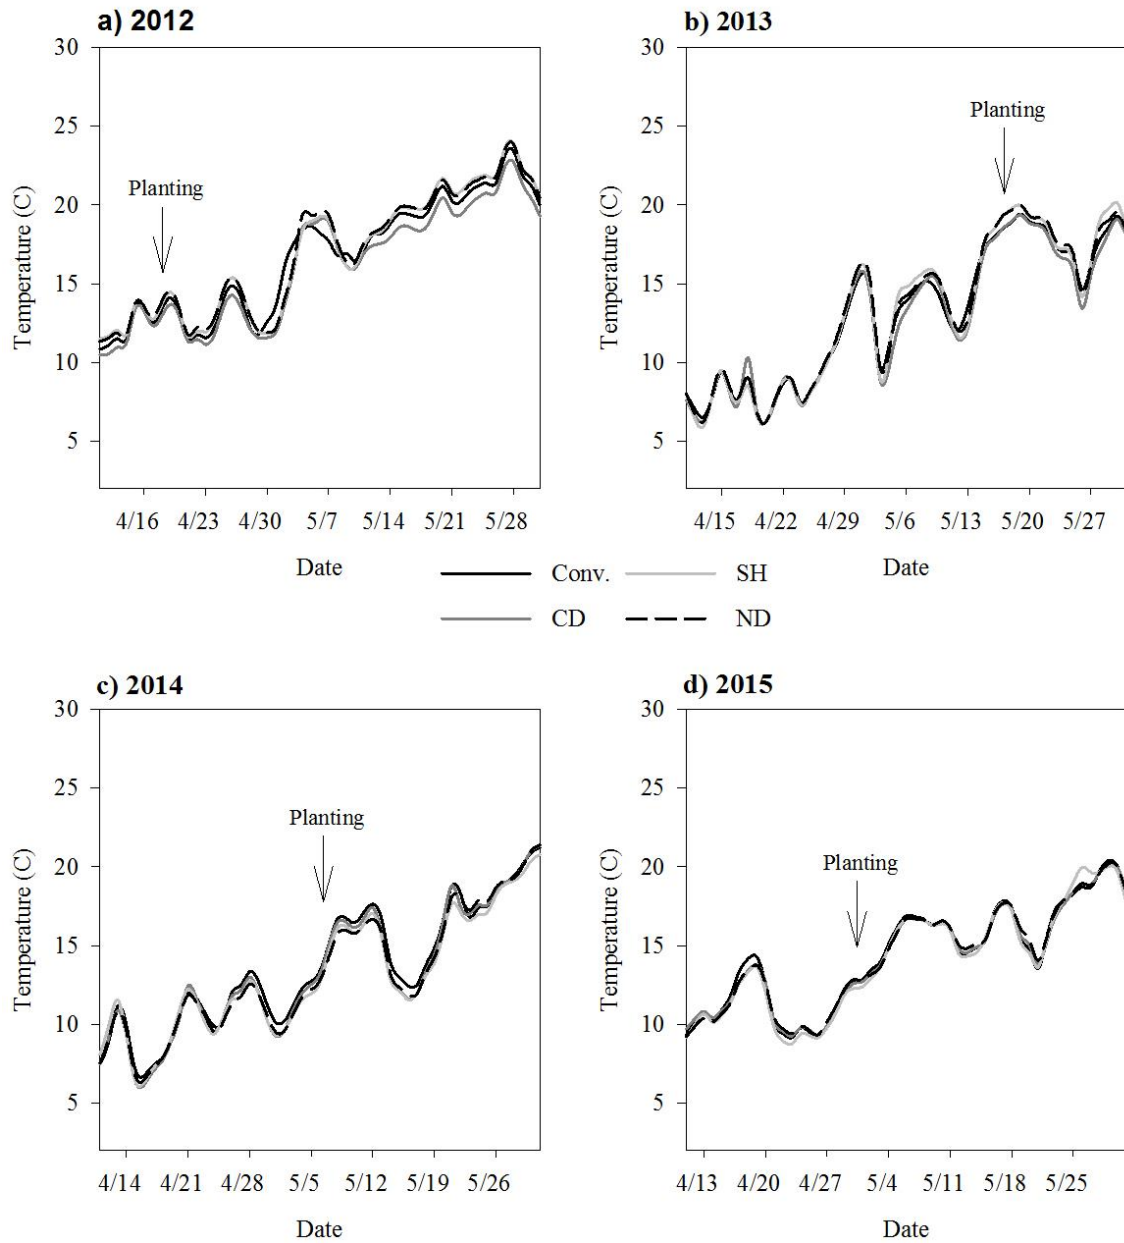 a) 2012
30
25
20
15
10
5
Temperature (C)
Planting
4/16 4/23 4/30 5/7 5/14 5/21 5/28
Date
b) 2013
30
25
20
15
10
5
Temperature (C)
Planting
4/15 4/22 4/29 5/6 5/13 5/20 5/27
Date
Conv. SH
CD ND
c) 2014
30
25
20
15
10
5
Temperature (C)
Planting
4/14 4/21 4/28 5/5 5/12 5/19 5/26
Date
d) 2015
30
25
20
15
10
5
Temperature (C)
Planting
4/13 4/20 4/27 5/4 5/11 5/18 5/25
Date